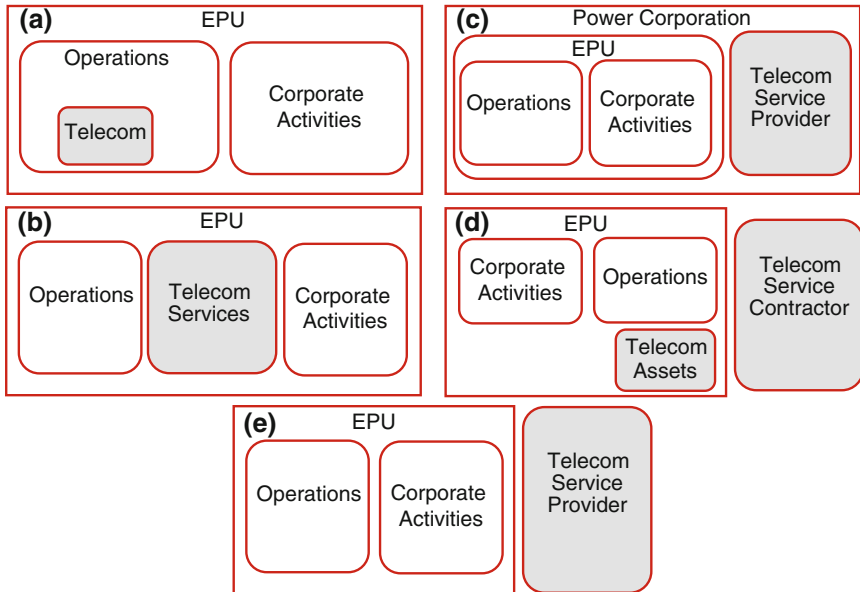 (a)
EPU
Operations
Telecom
Corporate
Activities
(c)
Power Corporation
EPU
Operations
Corporate
Activities
Telecom
Service
Provider
(b)
EPU
Operations
Telecom
Services
Corporate
Activities
(d)
EPU
Corporate
Activities
Operations
Telecom
Assets
Telecom
Service
Contractor
(e)
EPU
Operations
Corporate
Activities
Telecom
Service
Provider